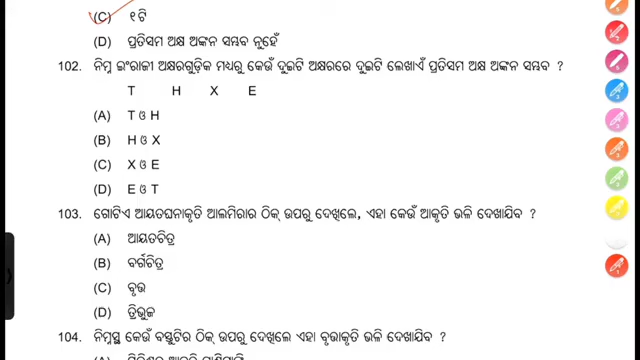 (C) ୧ ଟି
(D) ପ୍ରତିସମ ଅକ୍ଷ ଅଙ୍କନ ସମ୍ଭବ ନୁହେଁ
102. ନିମ୍ନ ଇଂରାଜୀ ଅକ୍ଷରଗୁଡ଼ିକ ମଧ୍ୟରୁ କେଉଁ ଦୁଇଟି ଅକ୍ଷରରେ ଦୁଇଟି ଲେଖାଏଁ ପ୍ରତିସମ ଅକ୍ଷ ଅଙ୍କନ ସମ୍ଭବ ?
T H X E
(A) T ଓ H
(B) H ଓ X
(C) X ଓ E
(D) E ଓ T
103. ଗୋଟିଏ ଆୟତଘନାକୃତି ଆଲମିରାର ଠିକ୍ ଉପରୁ ଦେଖିଲେ, ଏହା କେଉଁ ଆକୃତି ଭଳି ଦେଖାଯିବ ?
(A) ଆୟତଚିତ୍ର
(B) ବର୍ଗଚିତ୍ର
(C) ବୃତ୍ତ
(D) ତ୍ରିଭୁଜ
104. ନିମ୍ନସ୍ଥ କେଉଁ ବସ୍ତୁଟିର ଠିକ୍ ଉପରୁ ଦେଖିଲେ ଏହା ବୃତ୍ତାକୃତି ଭଳି ଦେଖାଯିବ ?
(A)